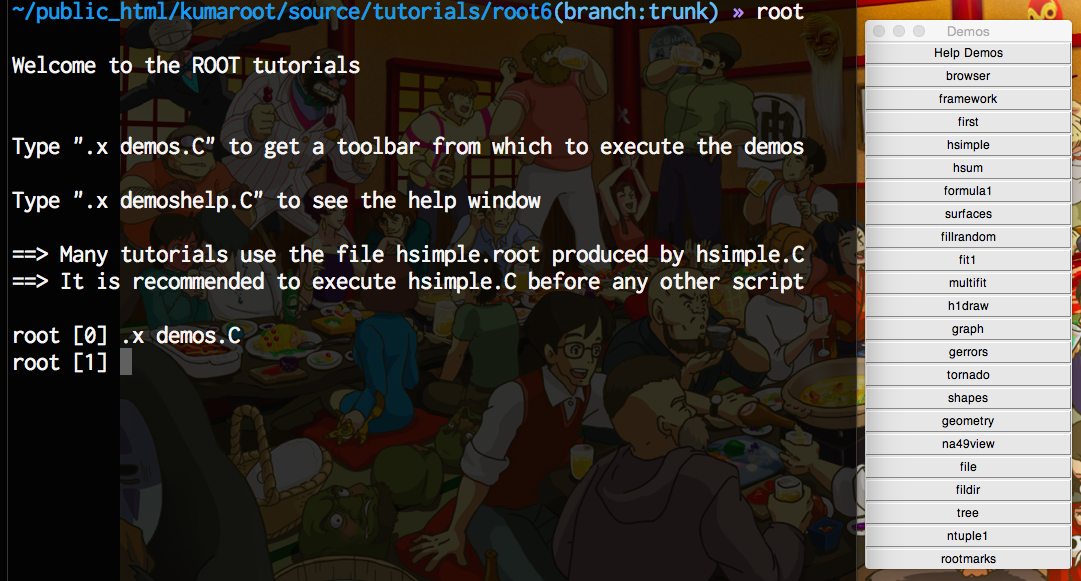 ~/public_html/kumaroot/source/tutorials/root6(branch:trunk) » root
Welcome to the ROOT tutorials
Type ".x demos.C" to get a toolbar from which to execute the demos
Type ".x demoshelp.C" to see the help window
==> Many tutorials use the file hsimple.root produced by hsimple.C
==> It is recommended to execute hsimple.C before any other script
root [0] .x demos.C
root [1]
Demos
Help Demos
browser
framework
first
hsimple
hsum
formula1
surfaces
fillrandom
fit1
multifit
h1draw
graph
gerrors
tornado
shapes
geometry
na49view
file
fildir
tree
ntuple1
rootmarks